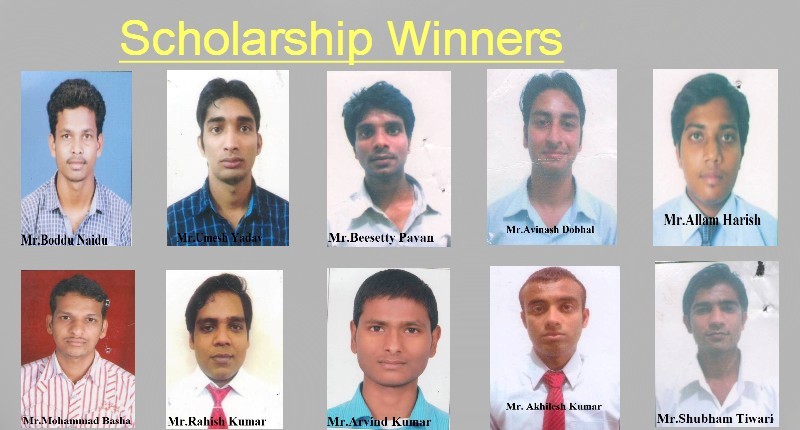 Scholarship Winners
Mr.Boddu Naidu
Mr.Umesh Yadav
Mr.Beesetty Pavan
Mr.Avinash Dobhal
Mr.Allam Harish
Mr.Mohammad Basha
Mr.Rahish Kumar
Mr.Arvind Kumar
Mr. Akhilesh Kumar
Mr.Shubham Tiwari